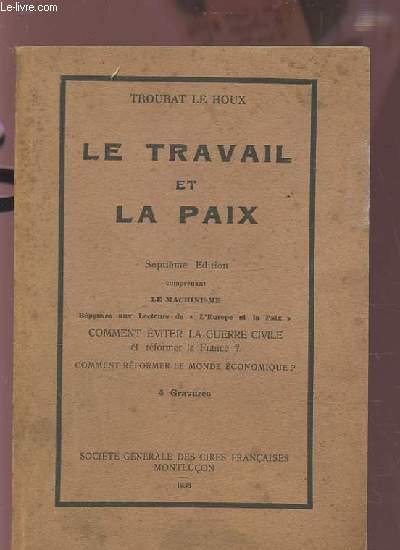 Le-livre.com
TROUBAT LE HOUX
LE TRAVAIL
ET
LA PAIX
Septième Edition
comprenant
LE MACHINISME
Réponses aux Lecteurs de « L'Europe et la Paix »
COMMENT ÉVITER LA GUERRE CIVILE
et réformer la France ?
COMMENT RÉFORMER LE MONDE ÉCONOMIQUE ?
Gravures
SOCIÉTÉ GÉNÉRALE DES CIRES FRANÇAISES
MONTLUÇON